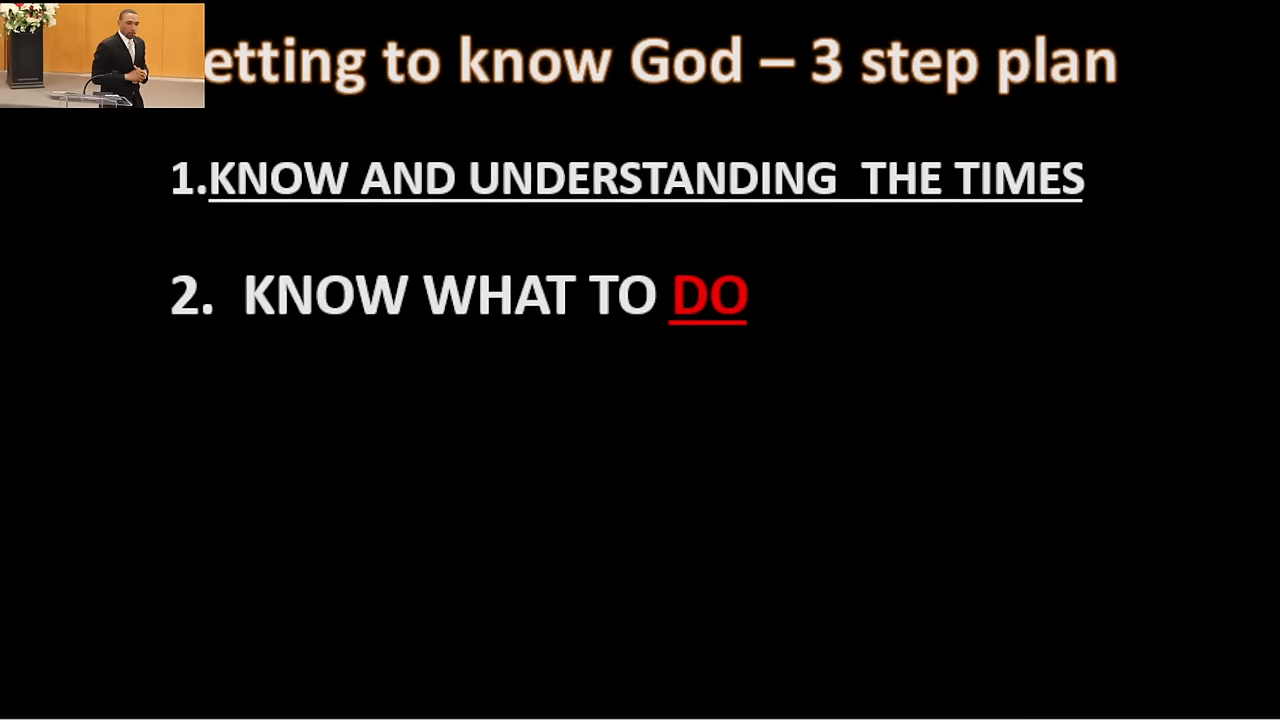 etting to know God – 3 step plan
1.KNOW AND UNDERSTANDING THE TIMES
2. KNOW WHAT TO DO